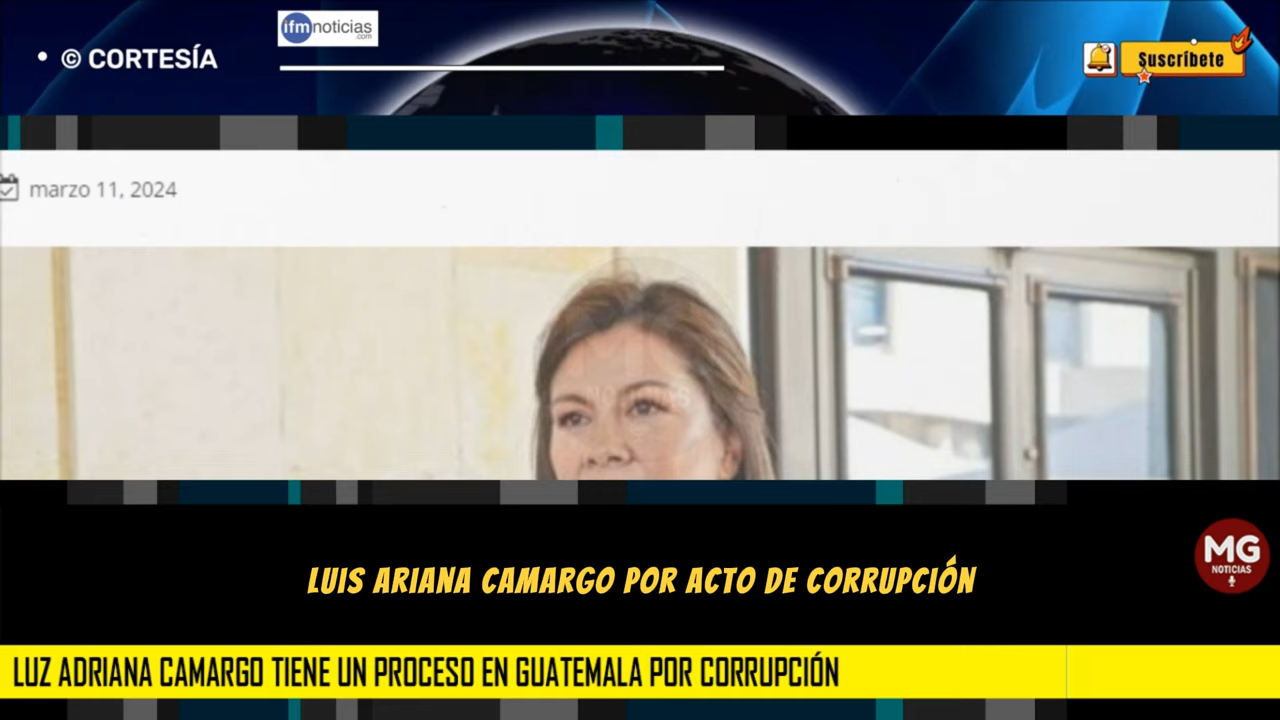 • © CORTESÍA
ifmnoticias
.com
Suscríbete
marzo 11, 2024
LUIS ARIANA CAMARGO POR ACTO DE CORRUPCIÓN
MG
NOTICIAS
LUZ ADRIANA CAMARGO TIENE UN PROCESO EN GUATEMALA POR CORRUPCIÓN